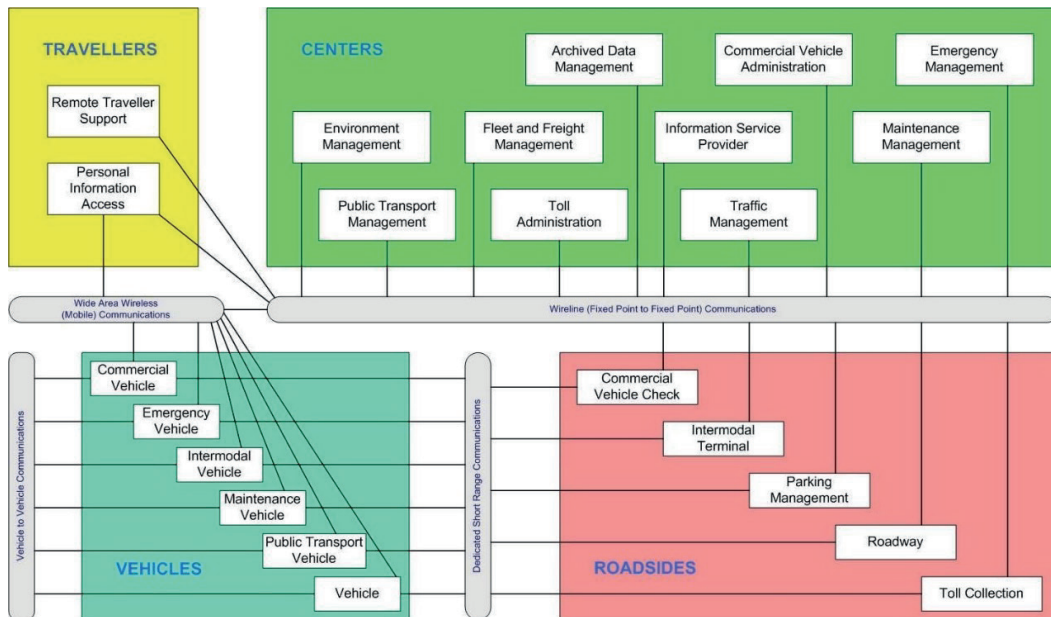 TRAVELLERS
Remote Traveller
Support
Personal
Information
Access
CENTERS
Archived Data
Management
Commercial Vehicle
Administration
Emergency
Management
Environment
Management
Fleet and Freight
Management
Information Service
Provider
Maintenance
Management
Public Transport
Management
Toll
Administration
Traffic
Management
Wide Area Wireless
(Mobile) Communications
Wireline (Fixed Point to Fixed Point) Communications
Vehicle to Vehicle Communications
Commercial
Vehicle
Emergency
Vehicle
Intermodal
Vehicle
Maintenance
Vehicle
Public Transport
Vehicle
Vehicle
VEHICLES
Dedicated Short Range Communications
Commercial
Vehicle Check
Intermodal
Terminal
Parking
Management
Roadway
Toll Collection
ROADSIDES